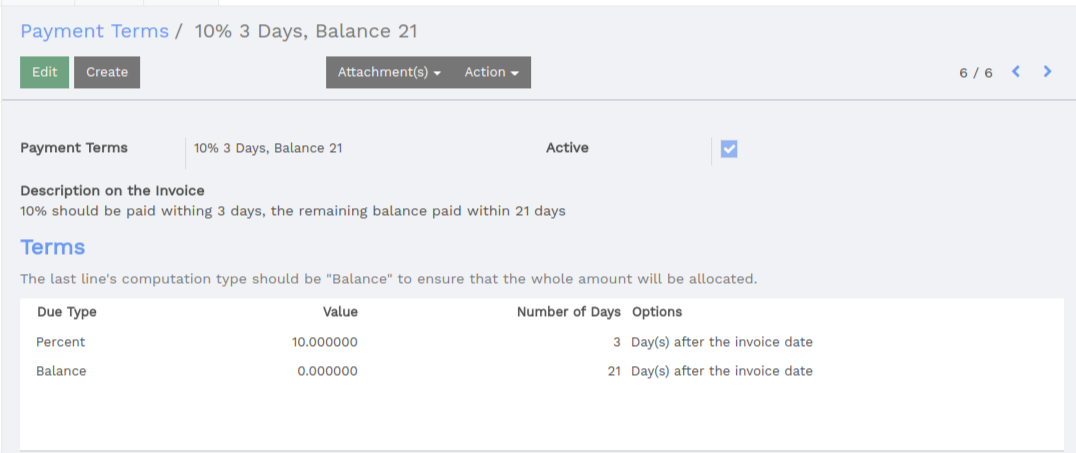 Payment Terms / 10% 3 Days, Balance 21
Edit Create Attachment(s) Action 6 / 6
Payment Terms 10% 3 Days, Balance 21 Active
Description on the Invoice
10% should be paid withing 3 days, the remaining balance paid within 21 days
Terms
The last line's computation type should be "Balance" to ensure that the whole amount will be allocated.
Due Type Value Number of Days Options
Percent 10.000000 3 Day(s) after the invoice date
Balance 0.000000 21 Day(s) after the invoice date